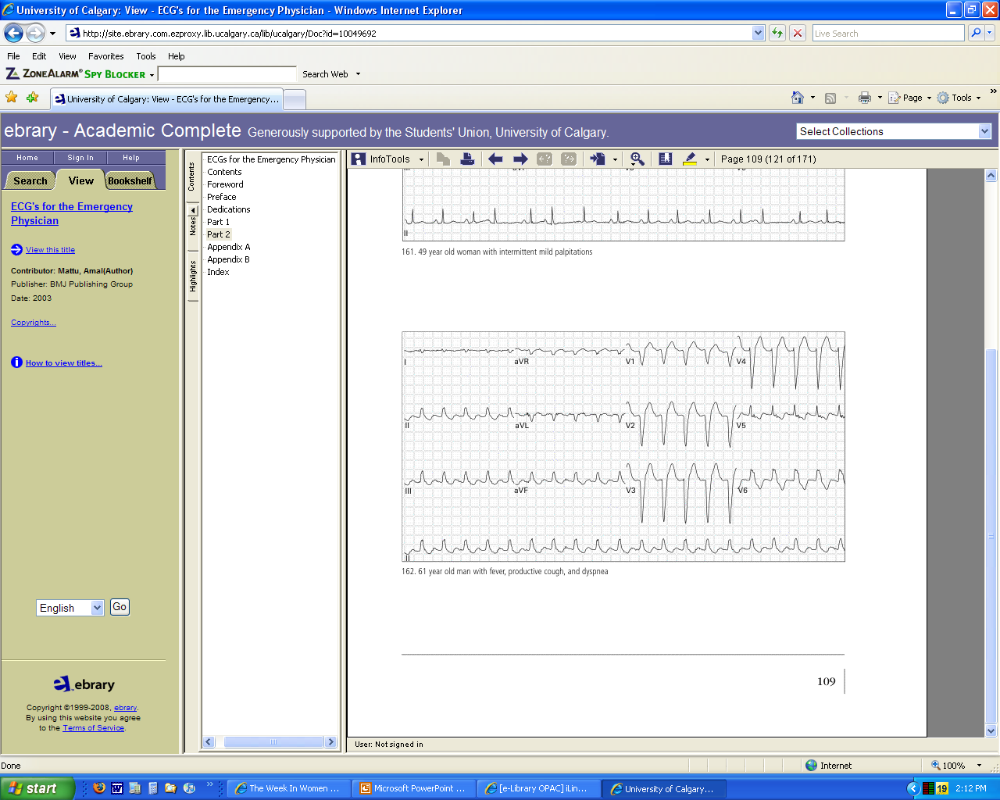 University of Calgary: View - ECG's for the Emergency Physician - Windows Internet Explorer
http://site.ebrary.com.ezproxy.lib.ucalgary.ca/lib/ucalgary/Doc?id=10049692
Live Search
File Edit View Favorites Tools Help
ZONEALARM® SPY BLOCKER
Search Web
University of Calgary: View - ECG's for the Emergency...
Page Tools
ebrary - Academic Complete Generously supported by the Students' Union, University of Calgary.
Select Collections
Home Sign In Help
Search View Bookshelf
ECG's for the Emergency
Physician
View this title
Contributor: Mattu, Amal(Author)
Publisher: BMJ Publishing Group
Date: 2003
Copyrights...
How to view titles...
English Go
ebrary
Copyright ©1999-2008, ebrary.
By using this website you agree
to the Terms of Service.
Contents
Notes
Highlights
ECGs for the Emergency Physician
Contents
Foreword
Preface
Dedications
Part 1
Part 2
Appendix A
Appendix B
Index
InfoTools
Page 109 (121 of 171)
II
161. 49 year old woman with intermittent mild palpitations
I aVR V1 V4
II aVL V2 V5
III aVF V3 V6
II
162. 61 year old man with fever, productive cough, and dyspnea
109
User: Not signed in
Done
Internet
100%
start
The Week In Women ...
Microsoft PowerPoint ...
[e-Library OPAC] iLin...
University of Calgary...
19
2:12 PM